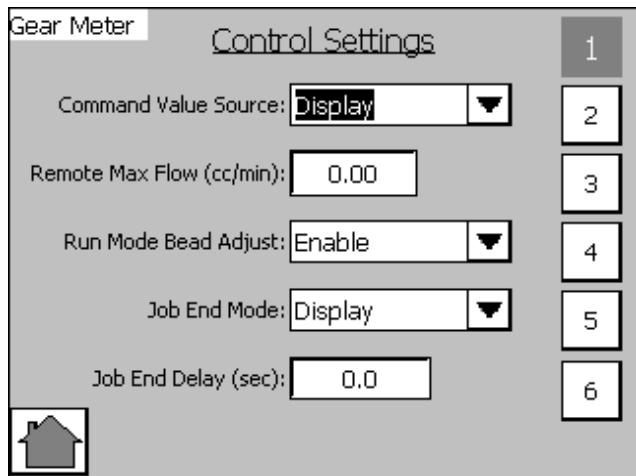 Gear Meter
Control Settings
1
Command Value Source: Display
2
Remote Max Flow (cc/min): 0.00
3
Run Mode Bead Adjust: Enable
4
Job End Mode: Display
5
Job End Delay (sec): 0.0
6